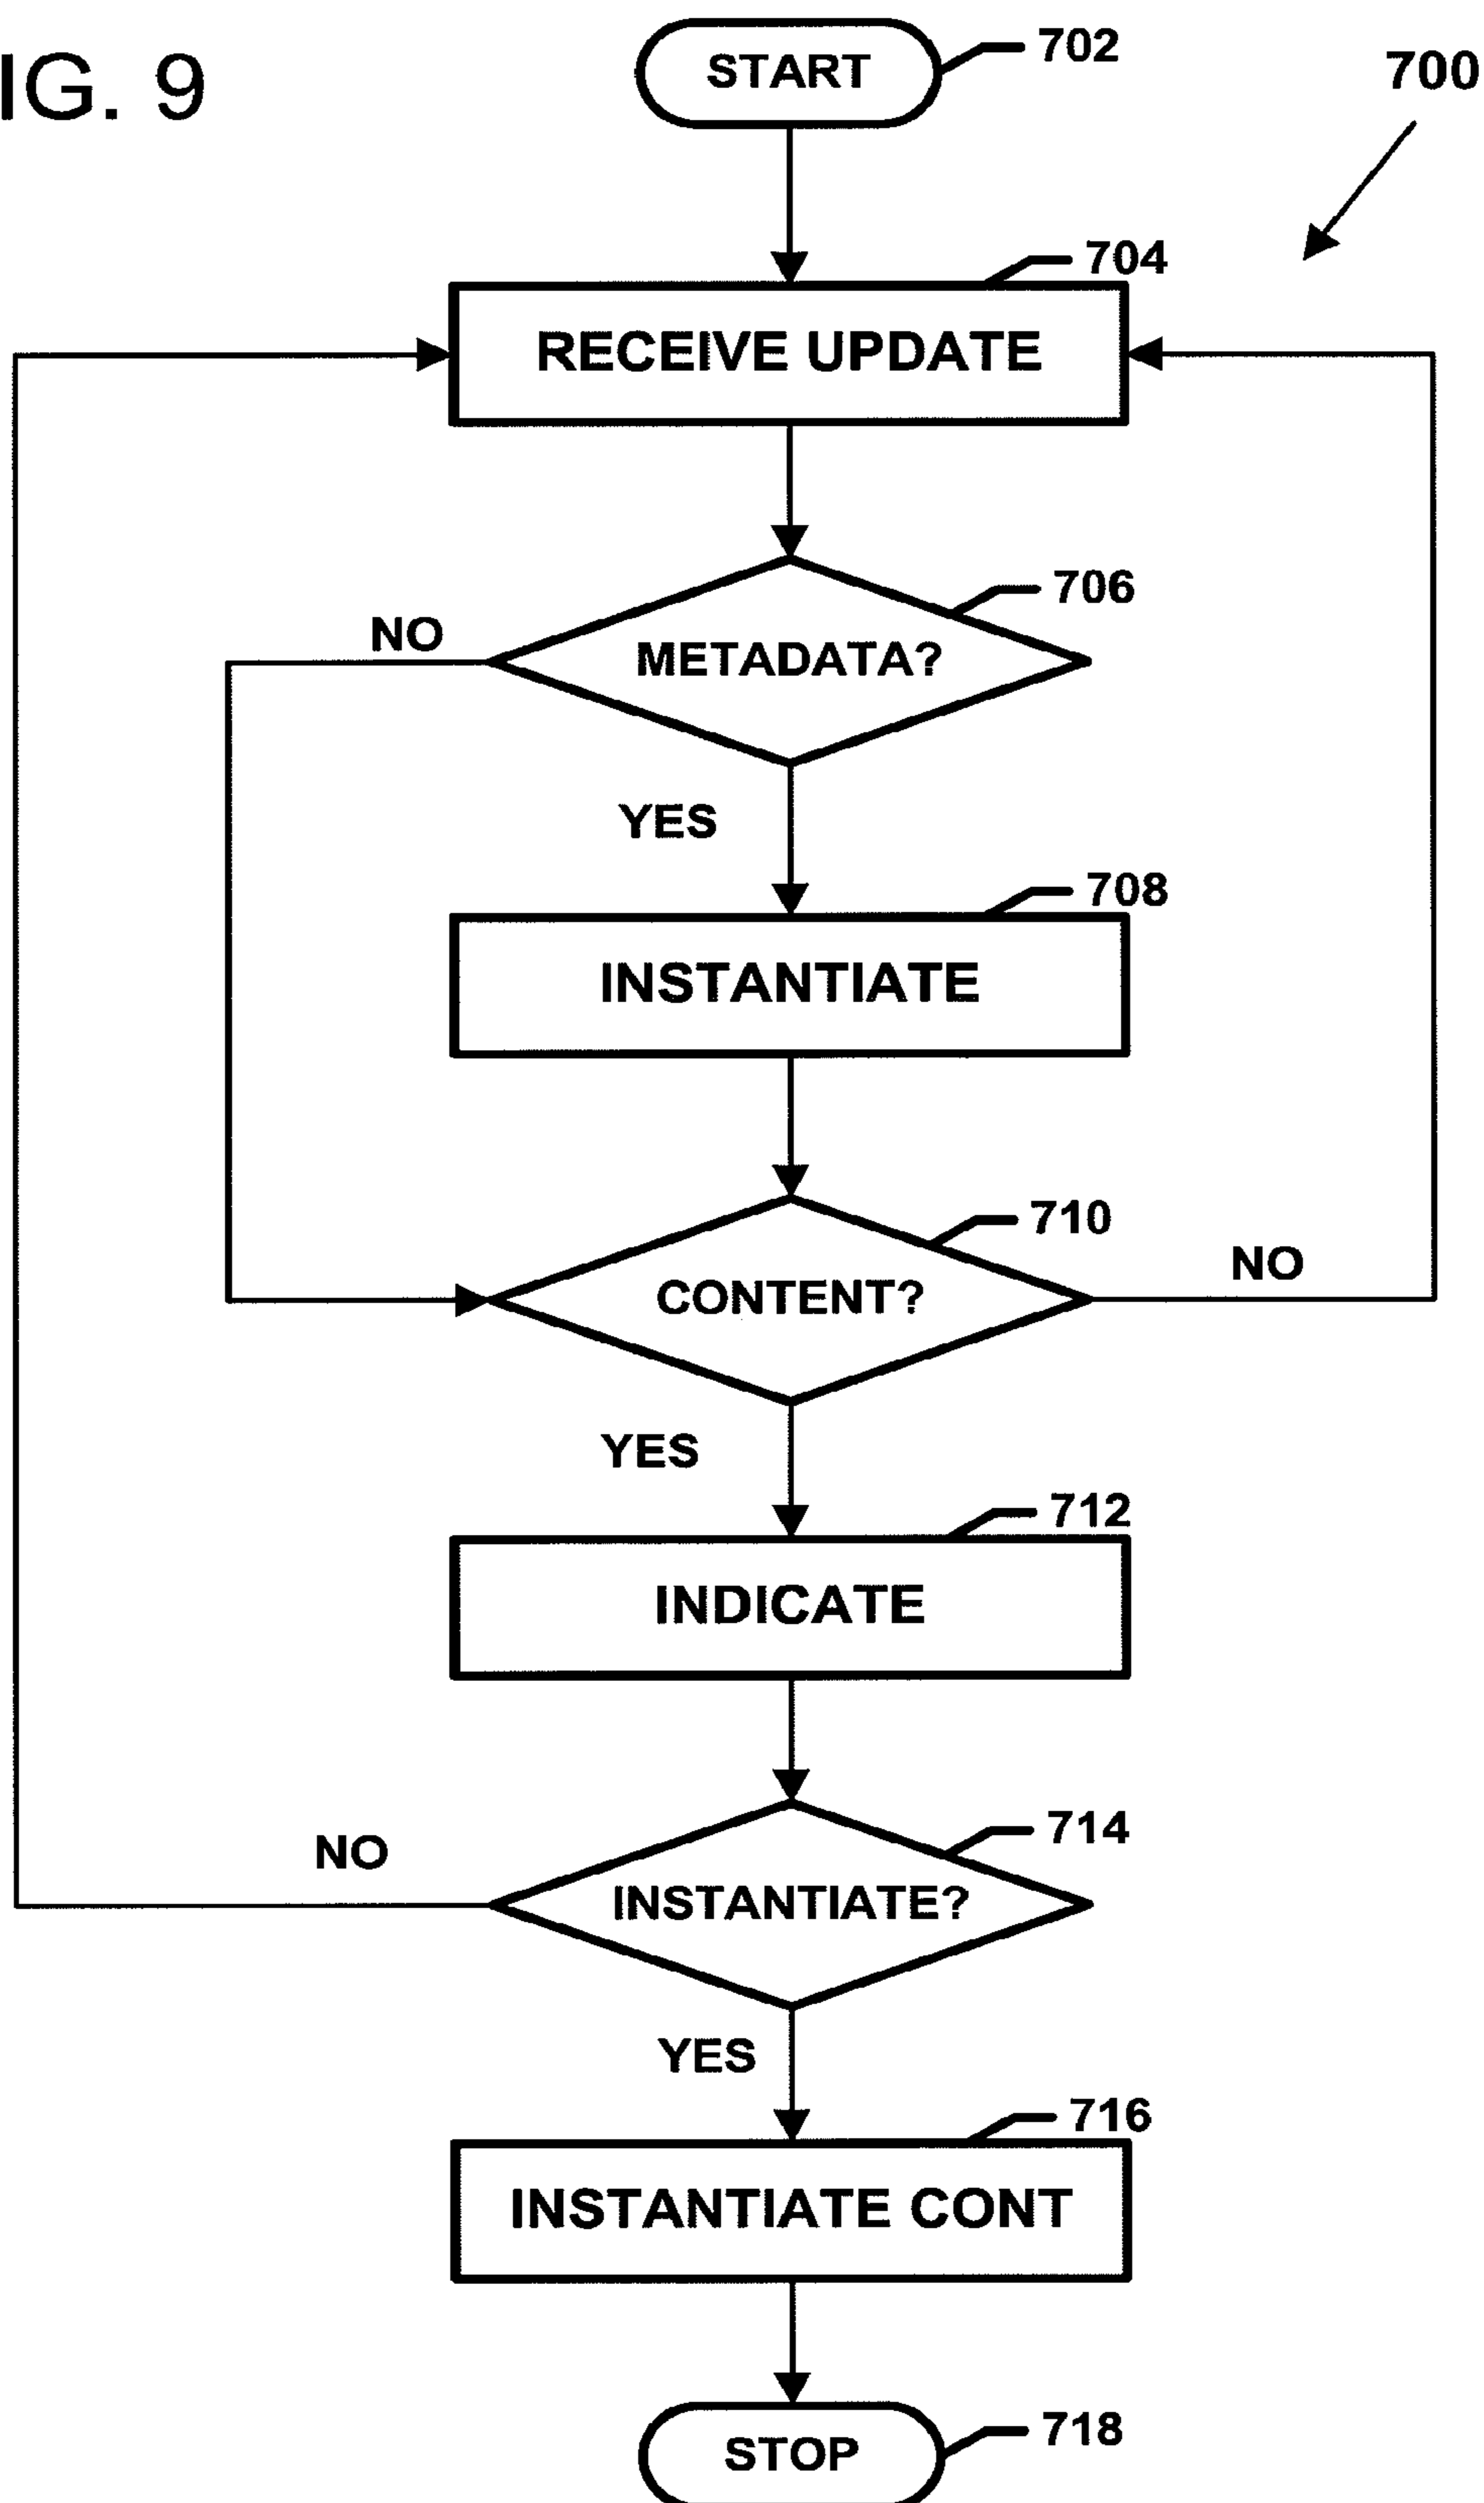 IG. 9
START
702
700
704
RECEIVE UPDATE
706
NO
METADATA?
YES
708
INSTANTIATE
710
NO
CONTENT?
YES
712
INDICATE
714
NO
INSTANTIATE?
YES
716
INSTANTIATE CONT
718
STOP